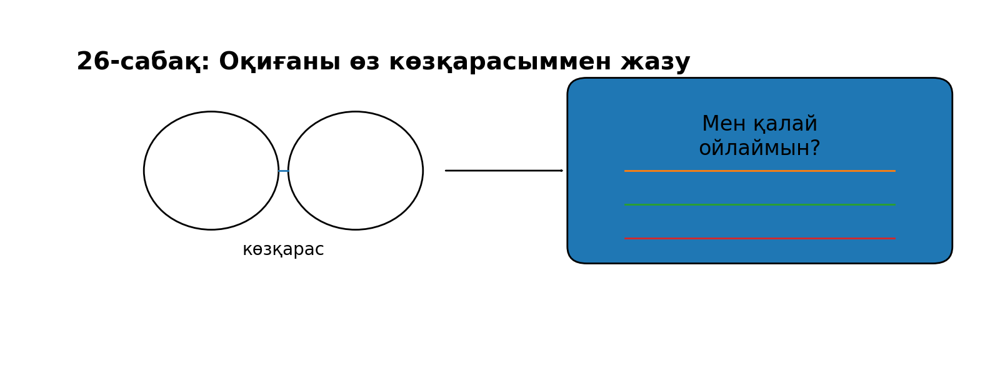 26-сабақ: Оқиғаны өз көзқарасыммен жазу
Мен қалай
ойлаймын?
көзқарас